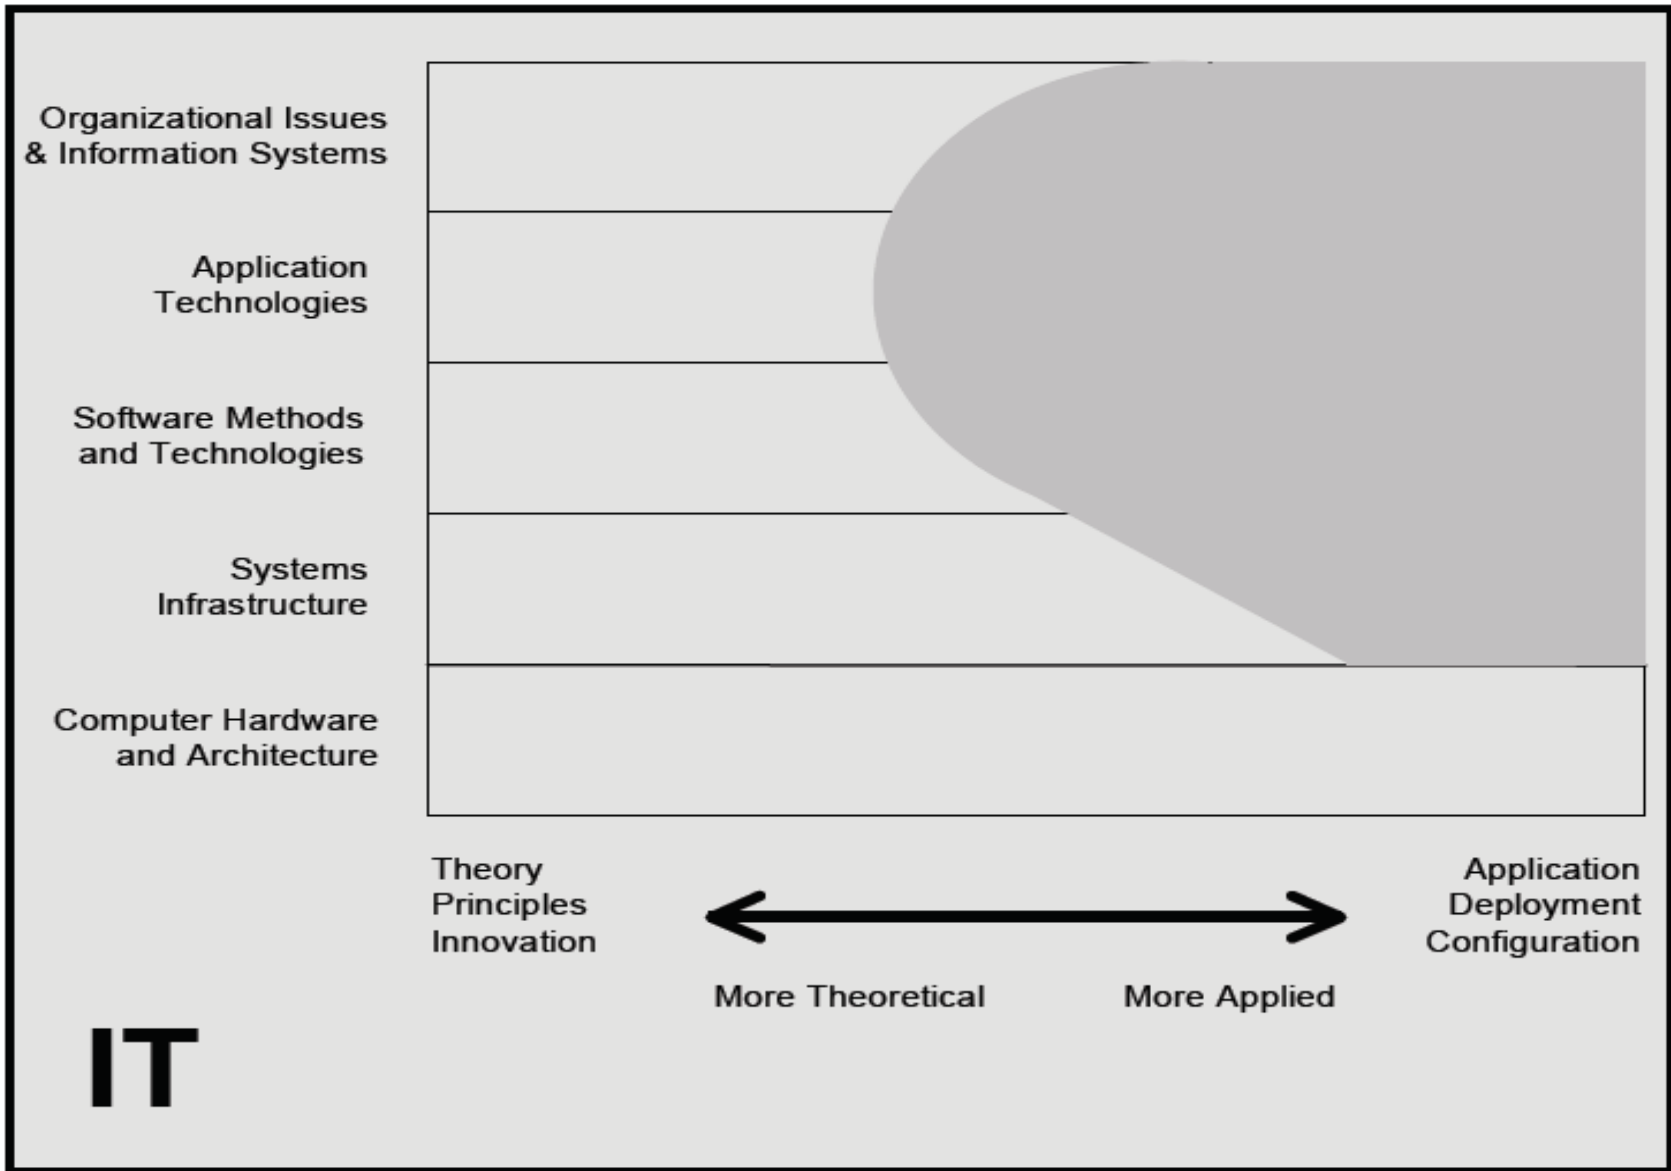 Organizational Issues
& Information Systems
Application
Technologies
Software Methods
and Technologies
Systems
Infrastructure
Computer Hardware
and Architecture
Theory
Principles
Innovation
Application
Deployment
Configuration
More Theoretical
More Applied
IT